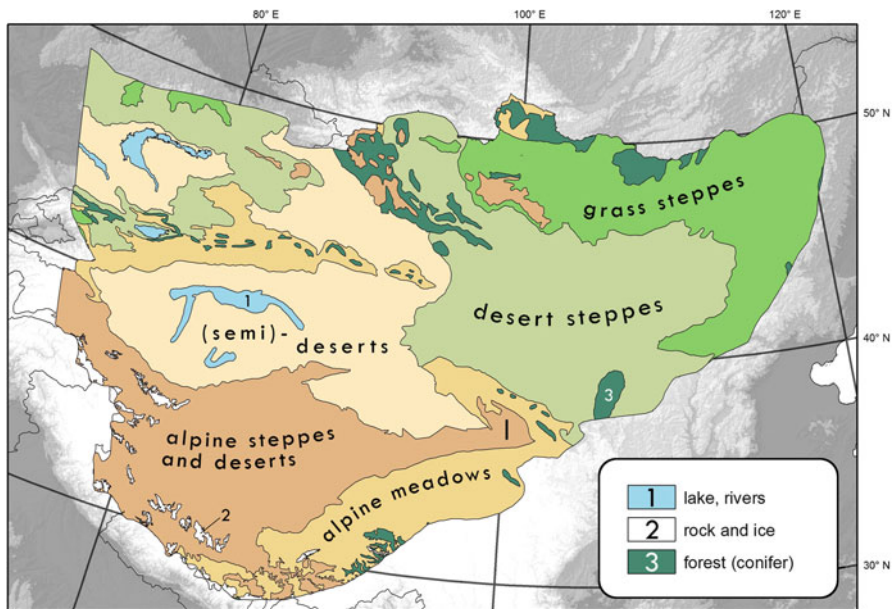 80° E
100° E
120° E
50° N
grass steppes
desert steppes
1
(semi)-
deserts
40° N
3
alpine steppes
and deserts
alpine meadows
2
1 lake, rivers
2 rock and ice
3 forest (conifer)
30° N